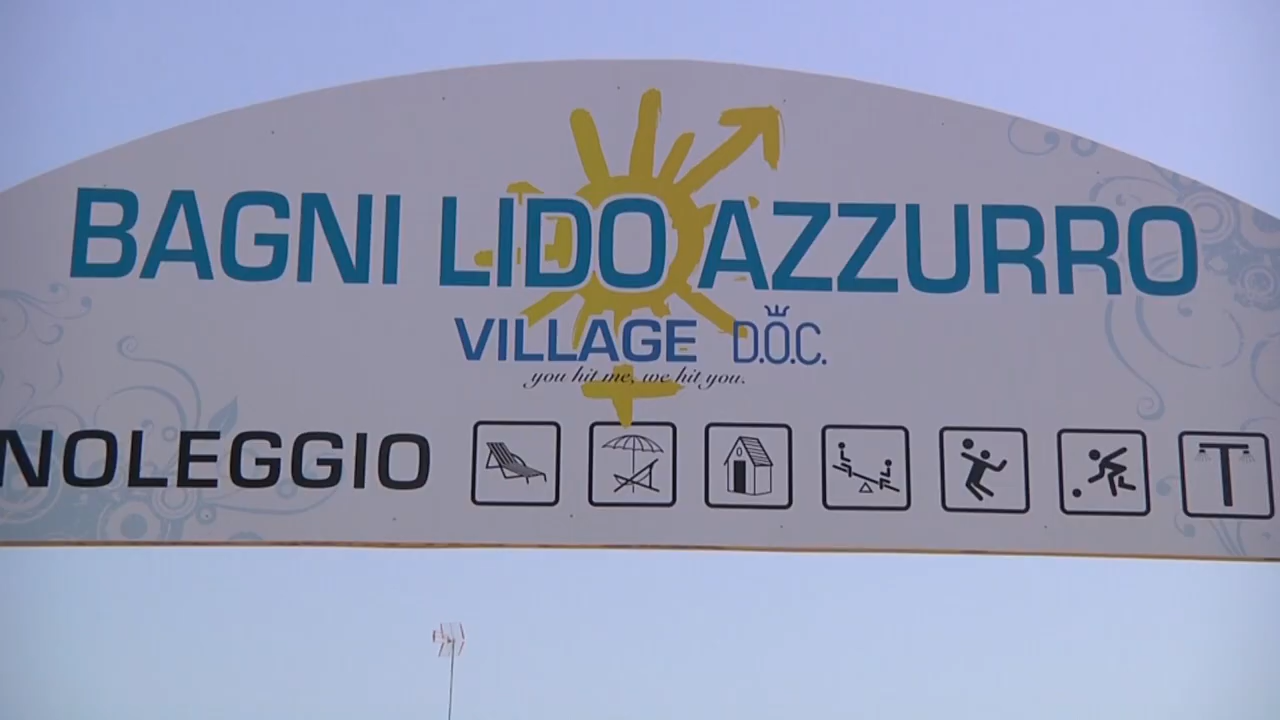 BAGNI LIDO AZZURRO
VILLAGE D.O.C.
you hit me, we hit you.
NOLEGGIO